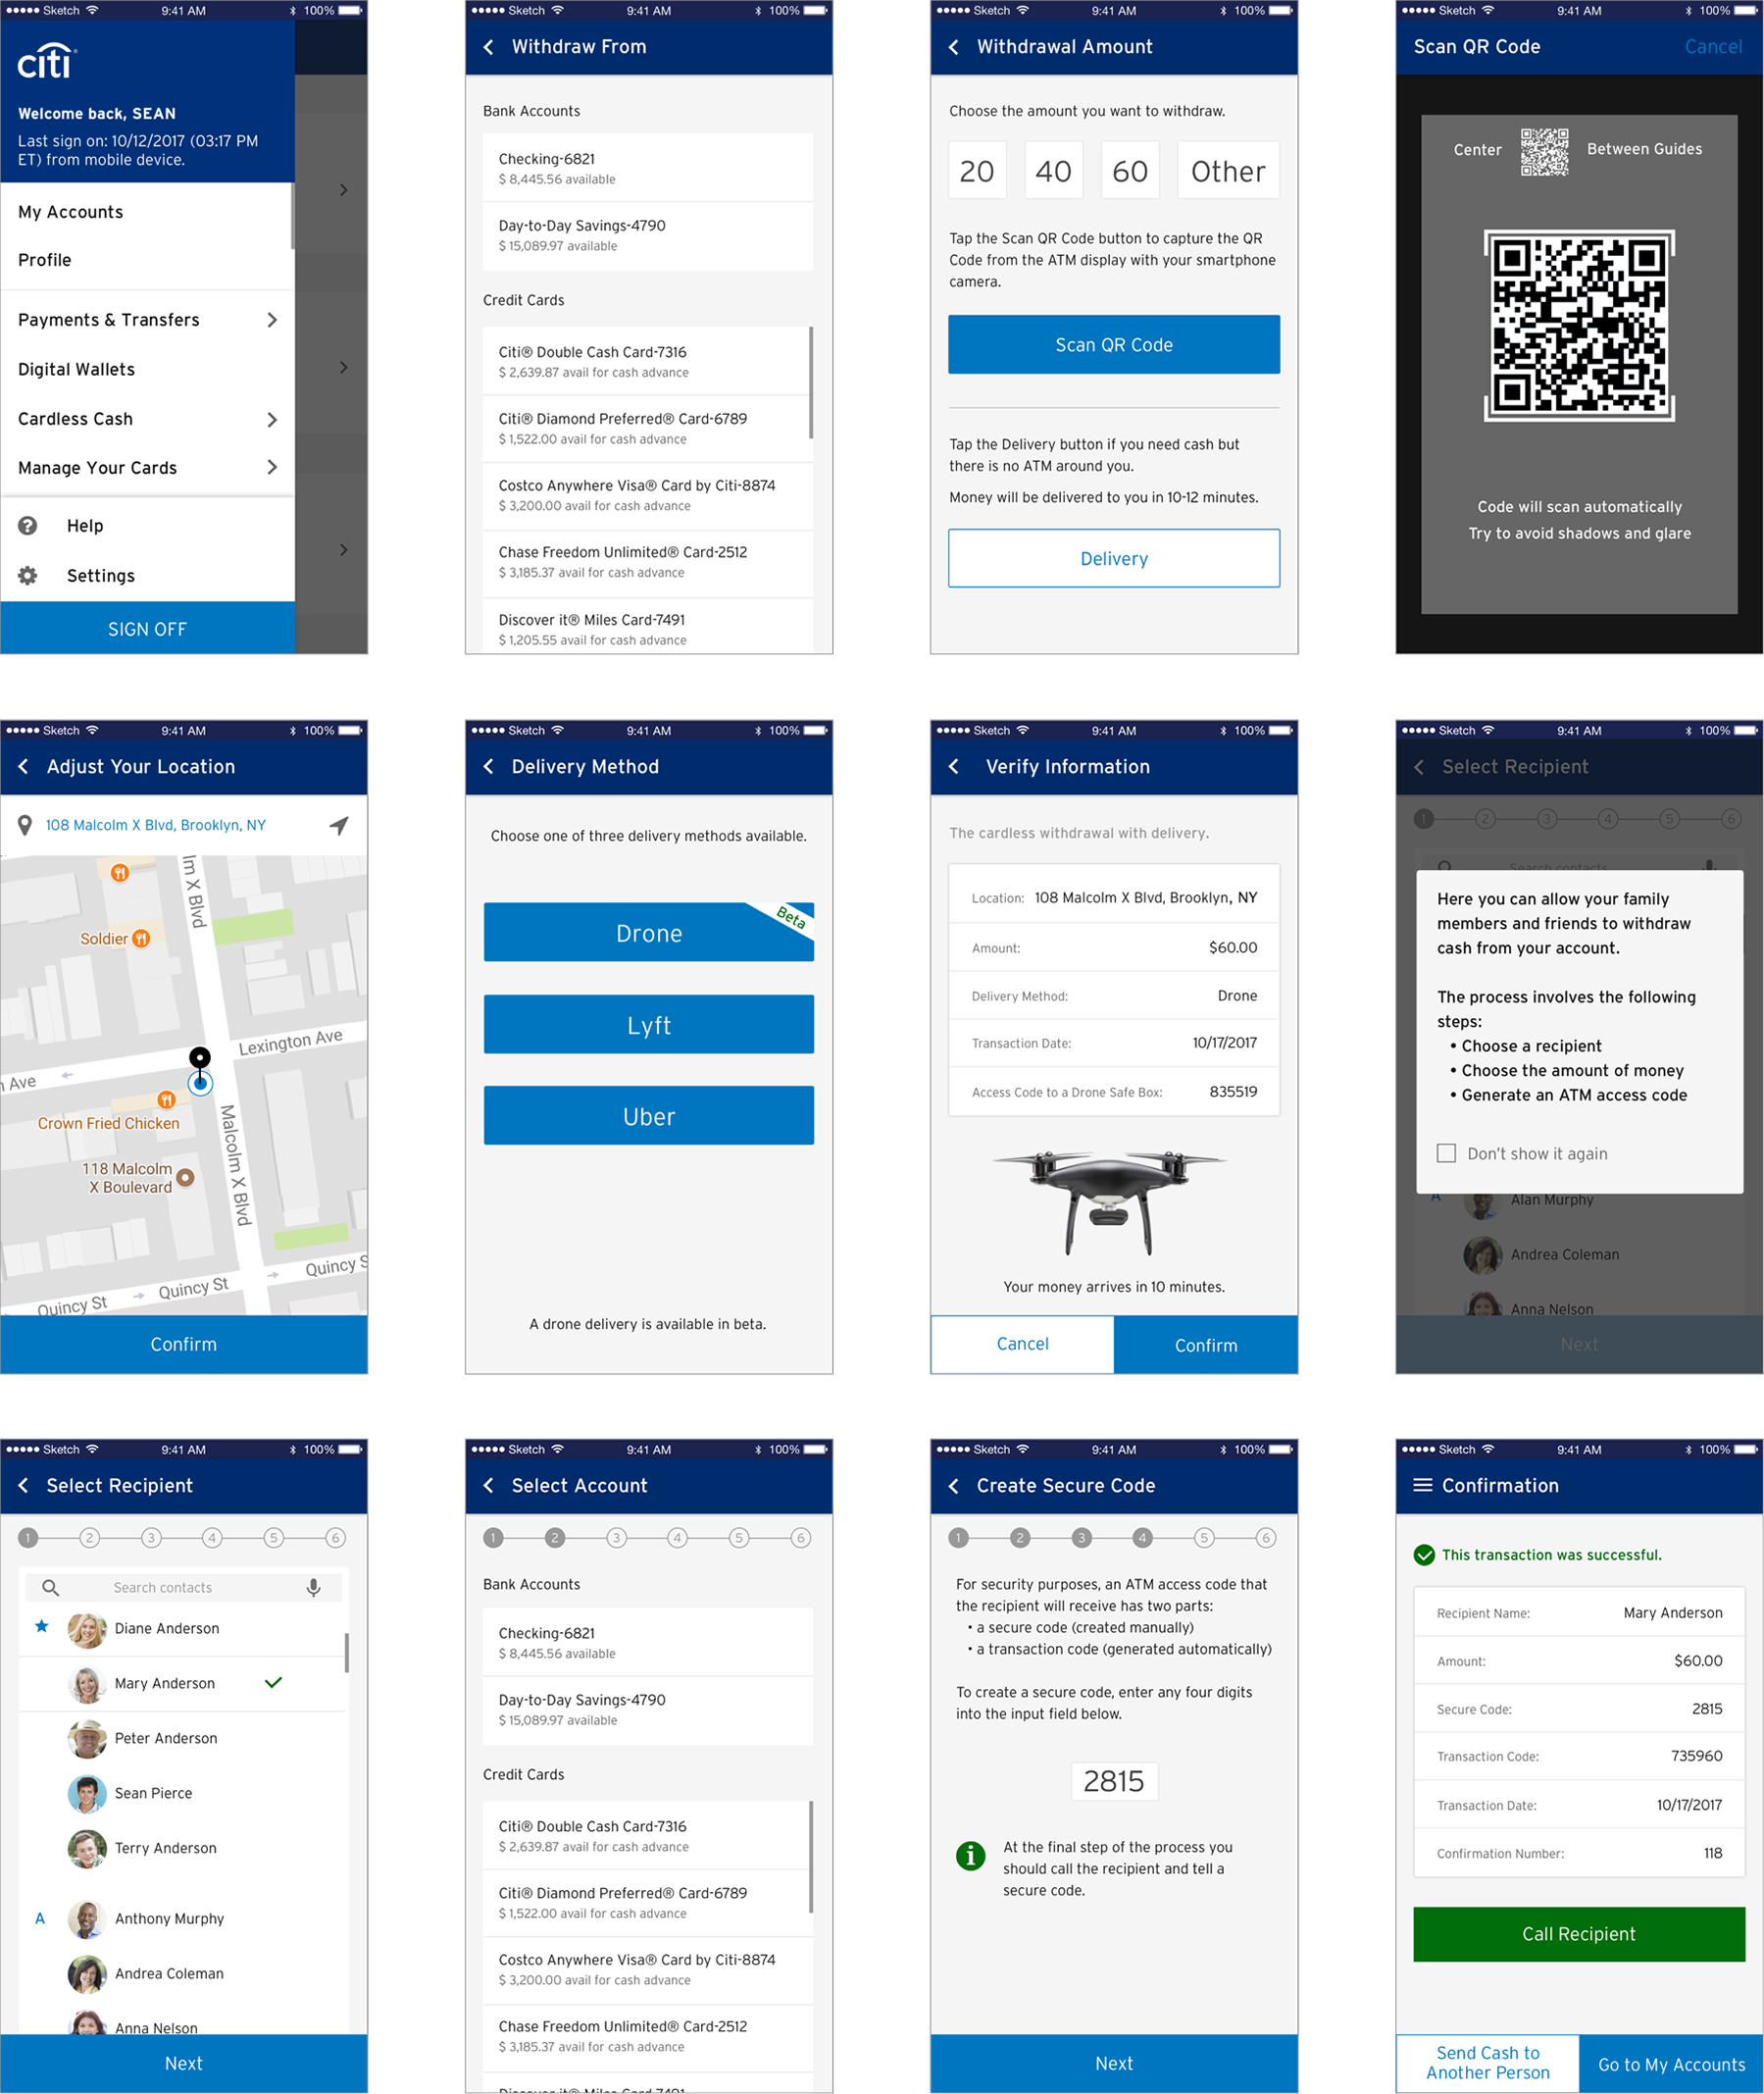 Sketch 9:41 AM 100%
citi
Welcome back, SEAN
Last sign on: 10/12/2017 (03:17 PM
ET) from mobile device.
My Accounts
Profile
Payments & Transfers
Digital Wallets
Cardless Cash
Manage Your Cards
Help
Settings
SIGN OFF
Sketch 9:41 AM 100%
Withdraw From
Bank Accounts
Checking-6821
$ 8,445.56 available
Day-to-Day Savings-4790
$ 15,089.97 available
Credit Cards
Citi® Double Cash Card-7316
$ 2,639.87 avail for cash advance
Citi® Diamond Preferred® Card-6789
$ 1,522.00 avail for cash advance
Costco Anywhere Visa® Card by Citi-8874
$ 3,200.00 avail for cash advance
Chase Freedom Unlimited® Card-2512
$ 3,185.37 avail for cash advance
Discover it® Miles Card-7491
$ 1,205.55 avail for cash advance
Sketch 9:41 AM 100%
Withdrawal Amount
Choose the amount you want to withdraw.
20 40 60 Other
Tap the Scan QR Code button to capture the QR
Code from the ATM display with your smartphone
camera.
Scan QR Code
Tap the Delivery button if you need cash but
there is no ATM around you.
Money will be delivered to you in 10-12 minutes.
Delivery
Sketch 9:41 AM 100%
Scan QR Code Cancel
Center Between Guides
Code will scan automatically
Try to avoid shadows and glare
Sketch 9:41 AM 100%
Adjust Your Location
108 Malcolm X Blvd, Brooklyn, NY
lm X Blvd
Soldier
Lexington Ave
n Ave
Crown Fried Chicken
Malcolm X Blvd
118 Malcolm
X Boulevard
Quincy S
Quincy St
Quincy St
Confirm
Sketch 9:41 AM 100%
Delivery Method
Choose one of three delivery methods available.
Drone
Beta
Lyft
Uber
A drone delivery is available in beta.
Sketch 9:41 AM 100%
Verify Information
The cardless withdrawal with delivery.
Location: 108 Malcolm X Blvd, Brooklyn, NY
Amount: $60.00
Delivery Method: Drone
Transaction Date: 10/17/2017
Access Code to a Drone Safe Box: 835519
Your money arrives in 10 minutes.
Cancel Confirm
Sketch 9:41 AM 100%
Select Recipient
1 2 3 4 5 6
Search contacts
Here you can allow your family
members and friends to withdraw
cash from your account.
The process involves the following
steps:
• Choose a recipient
• Choose the amount of money
• Generate an ATM access code
Don't show it again
A Alan Murphy
Andrea Coleman
Anna Nelson
Next
Sketch 9:41 AM 100%
Select Recipient
1 2 3 4 5 6
Search contacts
Diane Anderson
Mary Anderson
Peter Anderson
Sean Pierce
Terry Anderson
A Anthony Murphy
Andrea Coleman
Anna Nelson
Next
Sketch 9:41 AM 100%
Select Account
1 2 3 4 5 6
Bank Accounts
Checking-6821
$ 8,445.56 available
Day-to-Day Savings-4790
$ 15,089.97 available
Credit Cards
Citi® Double Cash Card-7316
$ 2,639.87 avail for cash advance
Citi® Diamond Preferred® Card-6789
$ 1,522.00 avail for cash advance
Costco Anywhere Visa® Card by Citi-8874
$ 3,200.00 avail for cash advance
Chase Freedom Unlimited® Card-2512
$ 3,185.37 avail for cash advance
Discover it® Miles Card-7491
Sketch 9:41 AM 100%
Create Secure Code
1 2 3 4 5 6
For security purposes, an ATM access code that
the recipient will receive has two parts:
• a secure code (created manually)
• a transaction code (generated automatically)
To create a secure code, enter any four digits
into the input field below.
2815
At the final step of the process you
should call the recipient and tell a
secure code.
Next
Sketch 9:41 AM 100%
Confirmation
This transaction was successful.
Recipient Name: Mary Anderson
Amount: $60.00
Secure Code: 2815
Transaction Code: 735960
Transaction Date: 10/17/2017
Confirmation Number: 118
Call Recipient
Send Cash to
Another Person
Go to My Accounts